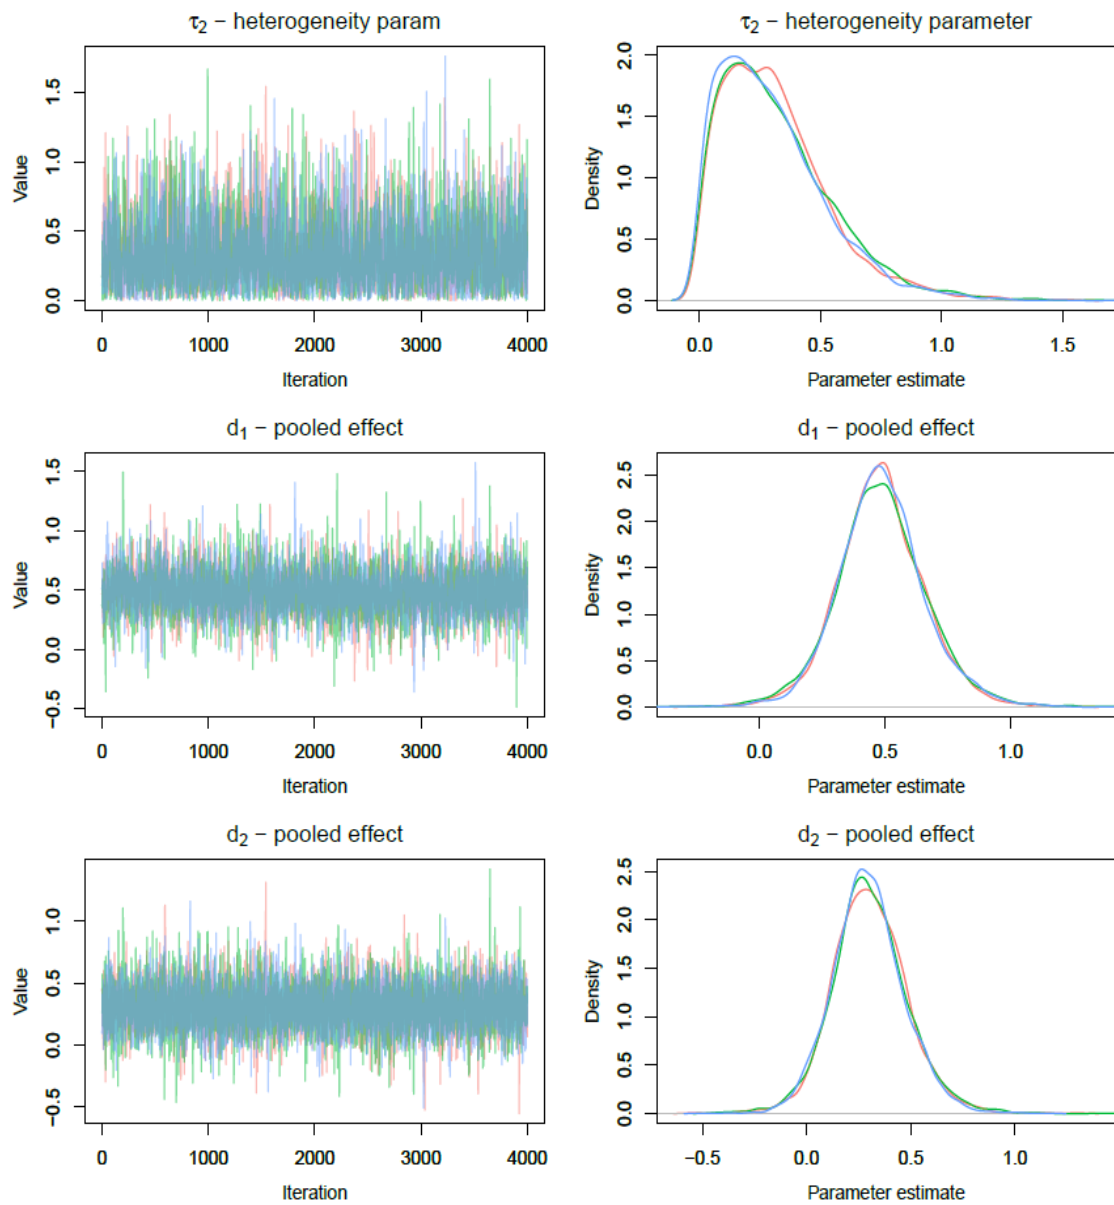 τ2 − heterogeneity param
Value
0.0 0.5 1.0 1.5
0 1000 2000 3000 4000
Iteration
τ2 − heterogeneity parameter
Density
0.0 0.5 1.0 1.5 2.0
0.0 0.5 1.0 1.5
Parameter estimate
d1 − pooled effect
Value
−0.5 0.0 0.5 1.0 1.5
0 1000 2000 3000 4000
Iteration
d1 − pooled effect
Density
0.0 0.5 1.0 1.5 2.0 2.5
0.0 0.5 1.0
Parameter estimate
d2 − pooled effect
Value
−0.5 0.0 0.5 1.0
0 1000 2000 3000 4000
Iteration
d2 − pooled effect
Density
0.0 0.5 1.0 1.5 2.0 2.5
−0.5 0.0 0.5 1.0
Parameter estimate